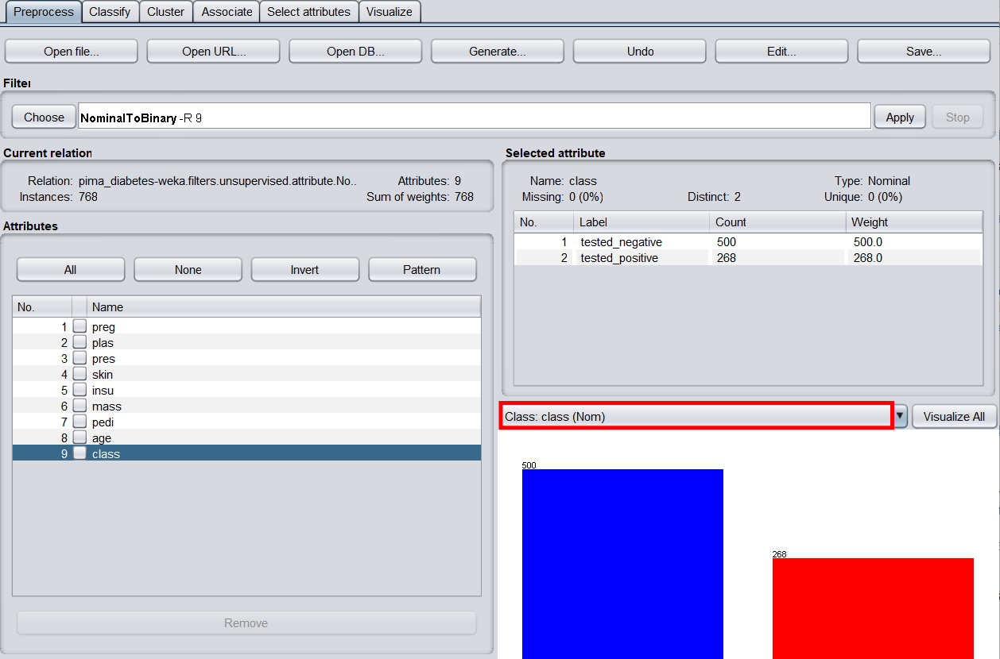 Preprocess Classify Cluster Associate Select attributes Visualize
Open file... Open URL... Open DB... Generate... Undo Edit... Save...
Filter
Choose NominalToBinary -R 9 Apply Stop
Current relation
Relation: pima_diabetes-weka.filters.unsupervised.attribute.No.. Attributes: 9
Instances: 768 Sum of weights: 768
Attributes
All None Invert Pattern
No. Name
1 preg
2 plas
3 pres
4 skin
5 insu
6 mass
7 pedi
8 age
9 class
Remove
Selected attribute
Name: class Type: Nominal
Missing: 0 (0%) Distinct: 2 Unique: 0 (0%)
No. Label Count Weight
1 tested_negative 500 500.0
2 tested_positive 268 268.0
Class: class (Nom) Visualize All
500
268